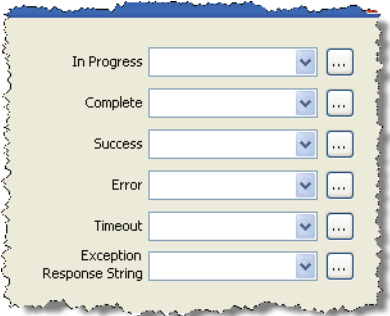 In Progress
Complete
Success
Error
Timeout
Exception
Response String